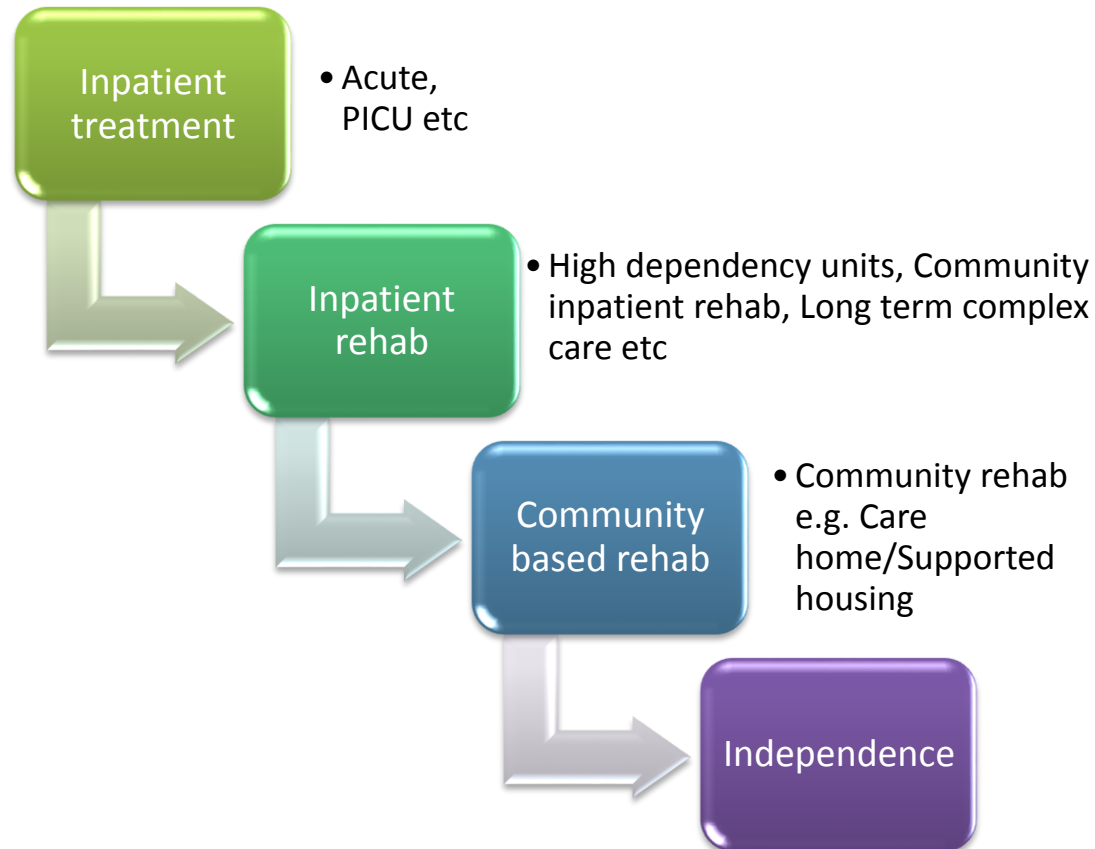 Inpatient
treatment
• Acute,
PICU etc
Inpatient
rehab
• High dependency units, Community
inpatient rehab, Long term complex
care etc
Community
based rehab
• Community rehab
e.g. Care
home/Supported
housing
Independence